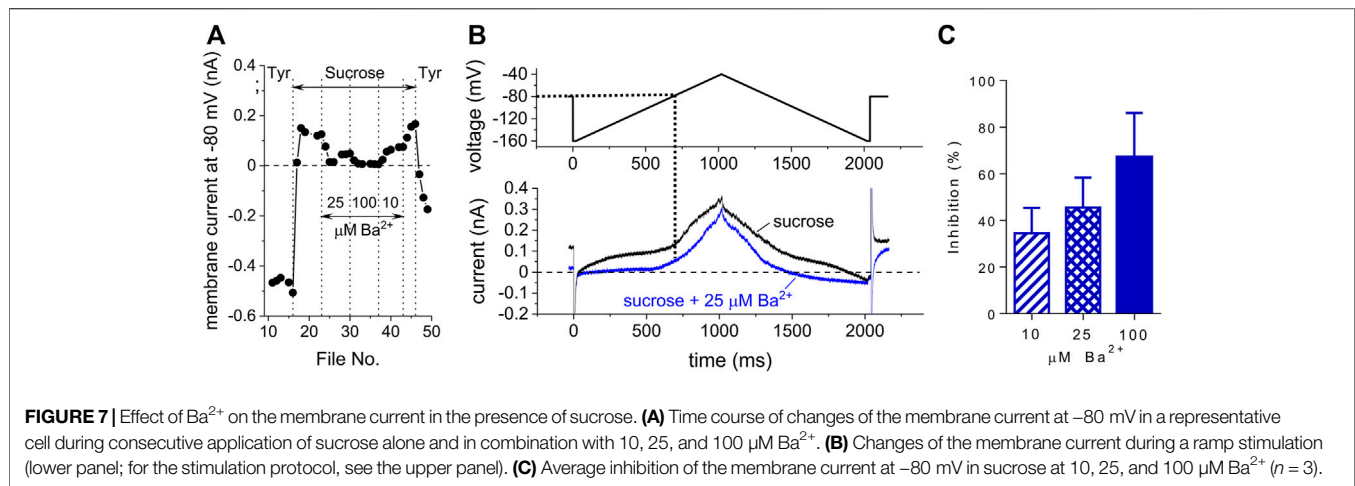 A
membrane current at -80 mV (nA)
0.4
0.2
0
-0.2
-0.4
-0.6
Tyr
Sucrose
Tyr
25 100 10
μM Ba²⁺
10 20 30 40 50
File No.
B
voltage (mV)
-40
-80
-120
-160
0 500 1000 1500 2000
current (nA)
0.3
0.2
0.1
0
-0.1
-0.2
sucrose
sucrose + 25 μM Ba²⁺
0 500 1000 1500 2000
time (ms)
C
Inhibition (%)
100
80
60
40
20
0
10 25 100
μM Ba²⁺
FIGURE 7 | Effect of Ba²⁺ on the membrane current in the presence of sucrose. (A) Time course of changes of the membrane current at –80 mV in a representative
cell during consecutive application of sucrose alone and in combination with 10, 25, and 100 μM Ba²⁺. (B) Changes of the membrane current during a ramp stimulation
(lower panel; for the stimulation protocol, see the upper panel). (C) Average inhibition of the membrane current at –80 mV in sucrose at 10, 25, and 100 μM Ba²⁺ (n = 3).